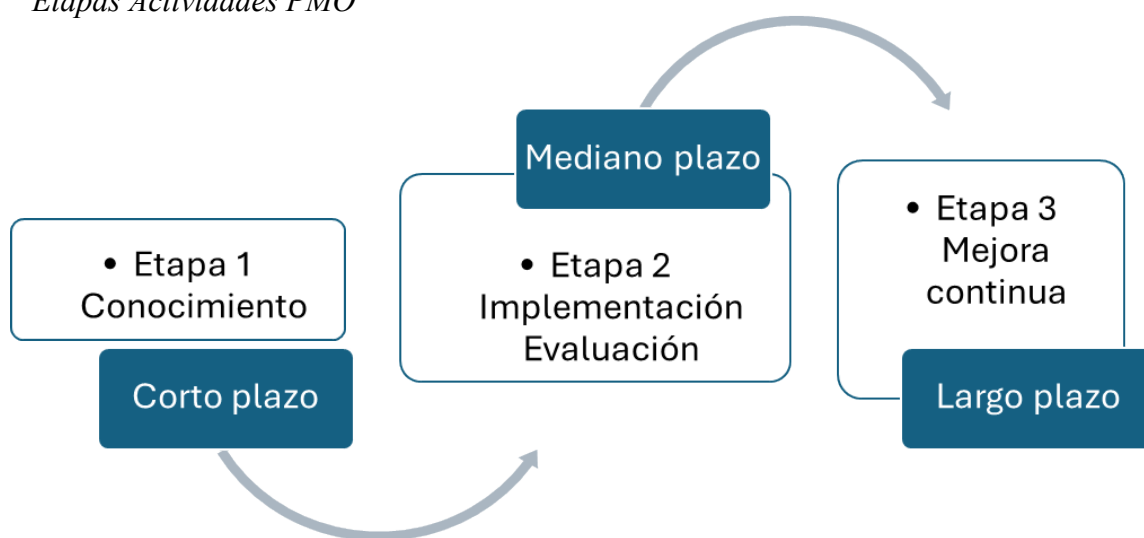 Etapas Actividades PMO
• Etapa 1
Conocimiento
Corto plazo
Mediano plazo
• Etapa 2
Implementación
Evaluación
• Etapa 3
Mejora
continua
Largo plazo